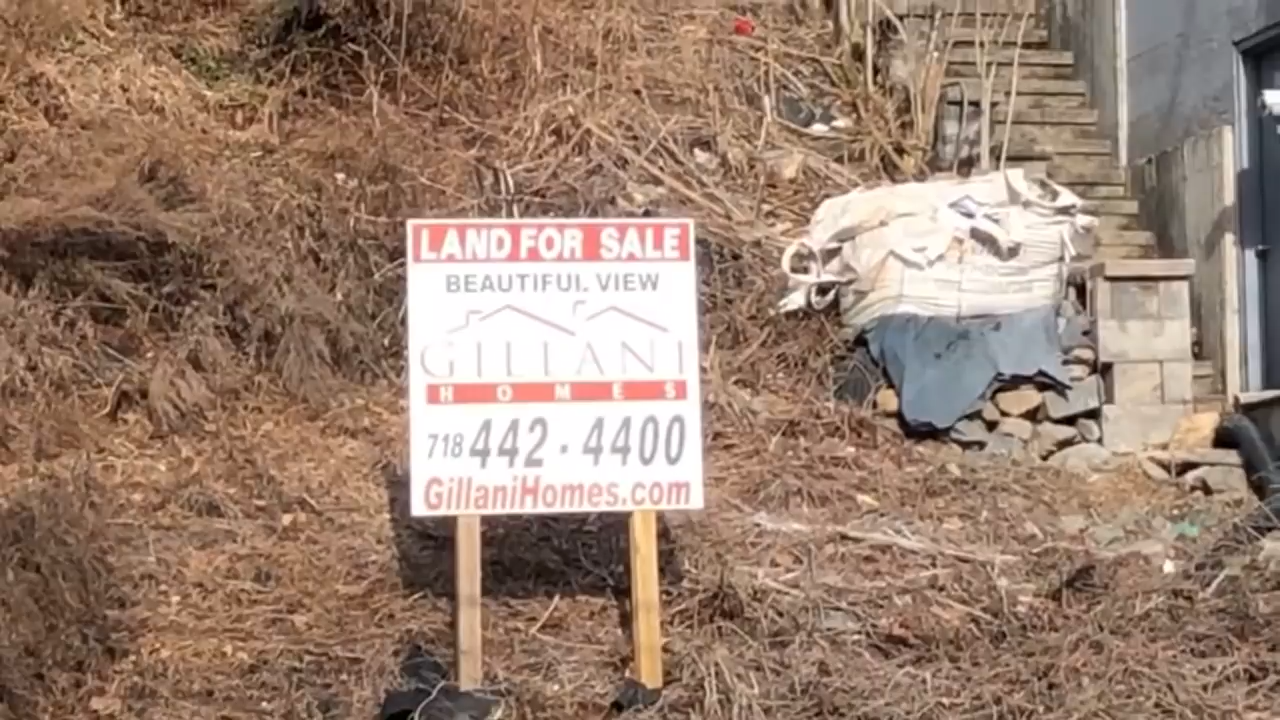 LAND FOR SALE
BEAUTIFUL VIEW
GILLANI
HOMES
718 442 - 4400
GillaniHomes.com